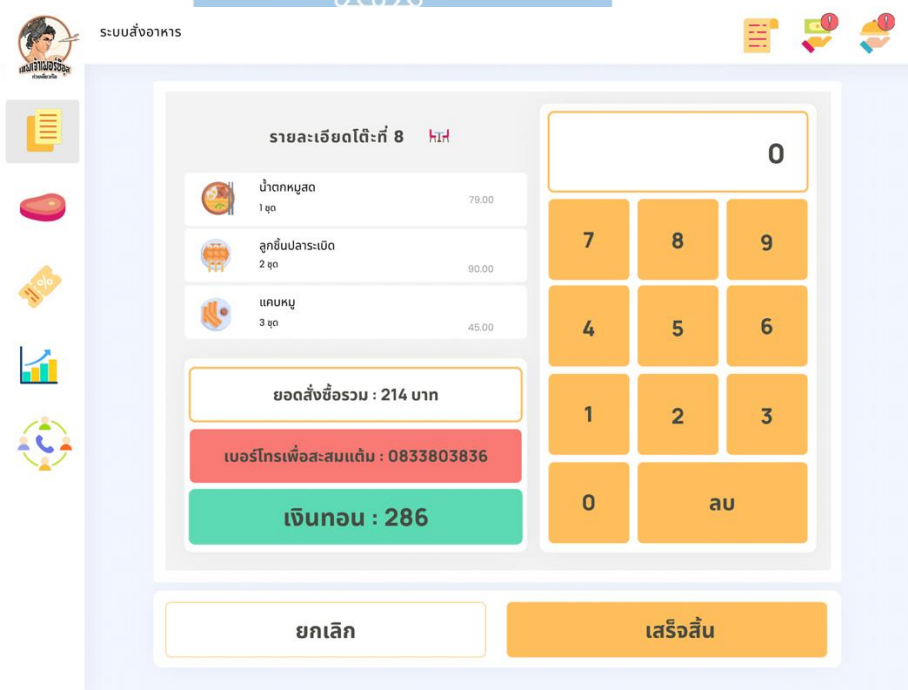 ระบบสั่งอาหาร
รายละเอียดโต๊ะที่ 8
น้ำตกหมูสด
1 ชุด
79.00
ลูกชิ้นปลาระเบิด
2 ชุด
90.00
แคบหมู
3 ชุด
45.00
ยอดสั่งซื้อรวม : 214 บาท
เบอร์โทรเพื่อสะสมแต้ม : 0833803836
เงินทอน : 286
0
7 8 9
4 5 6
1 2 3
0 ลบ
ยกเลิก
เสร็จสิ้น